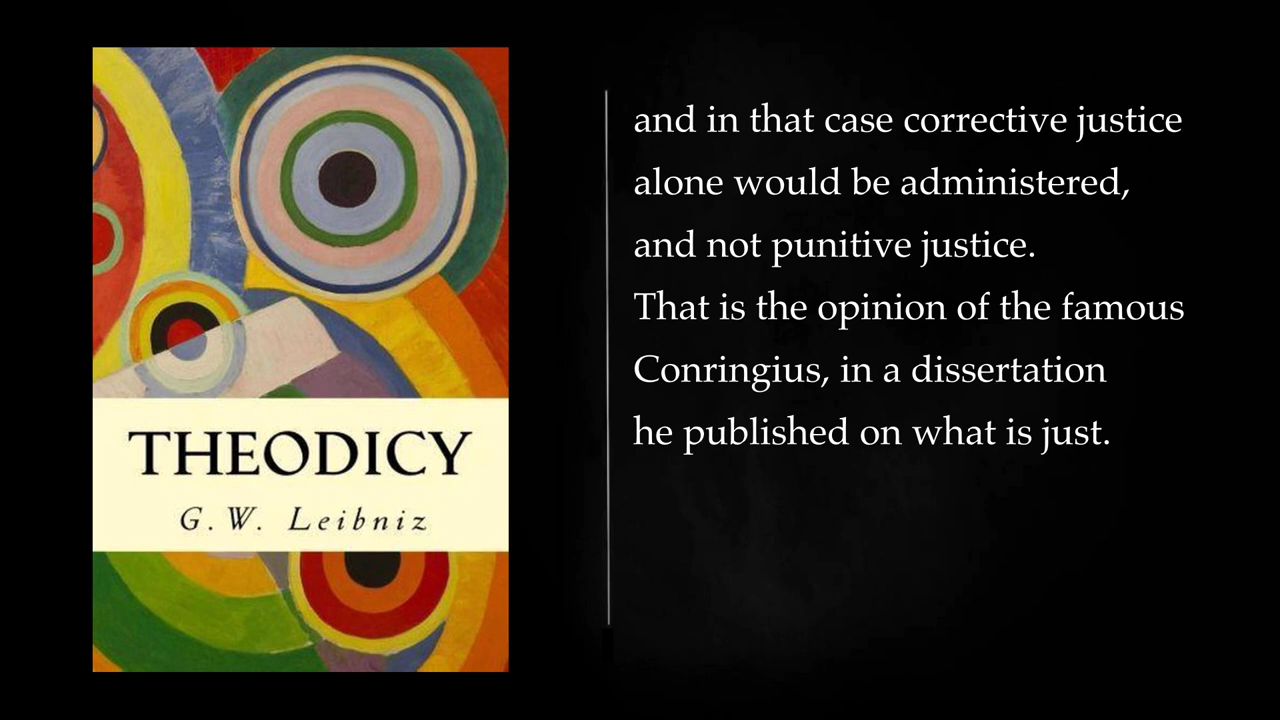 THEODICY
G. W. Leibniz
and in that case corrective justice
alone would be administered,
and not punitive justice.
That is the opinion of the famous
Conringius, in a dissertation
he published on what is just.